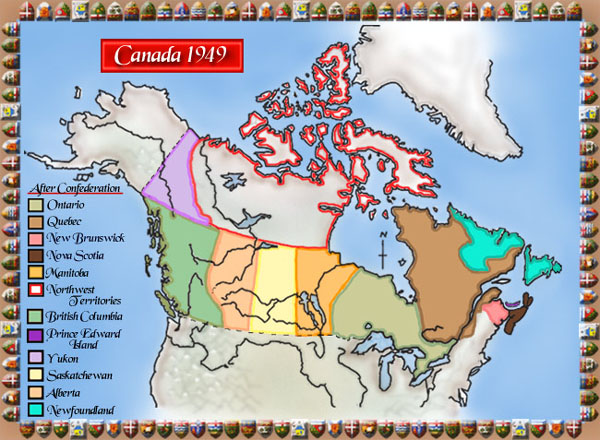 Canada 1949
After Confederation
Ontario
Quebec
New Brunswick
Nova Scotia
Manitoba
Northwest
Territories
British Columbia
Prince Edward
Island
Yukon
Saskatchewan
Alberta
Newfoundland
N